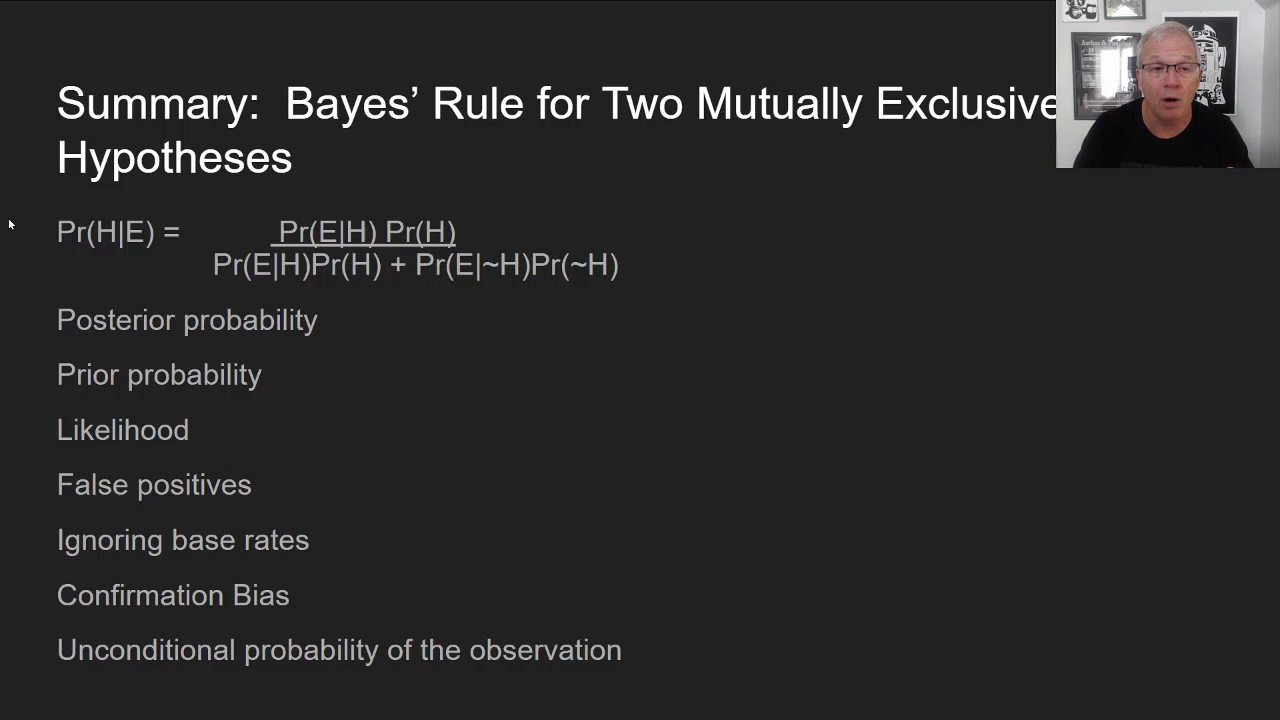 Summary:  Bayes’ Rule for Two Mutually Exclusive
Hypotheses
Pr(H|E) = Pr(E|H) Pr(H)
Pr(E|H)Pr(H) + Pr(E|~H)Pr(~H)
Posterior probability
Prior probability
Likelihood
False positives
Ignoring base rates
Confirmation Bias
Unconditional probability of the observation